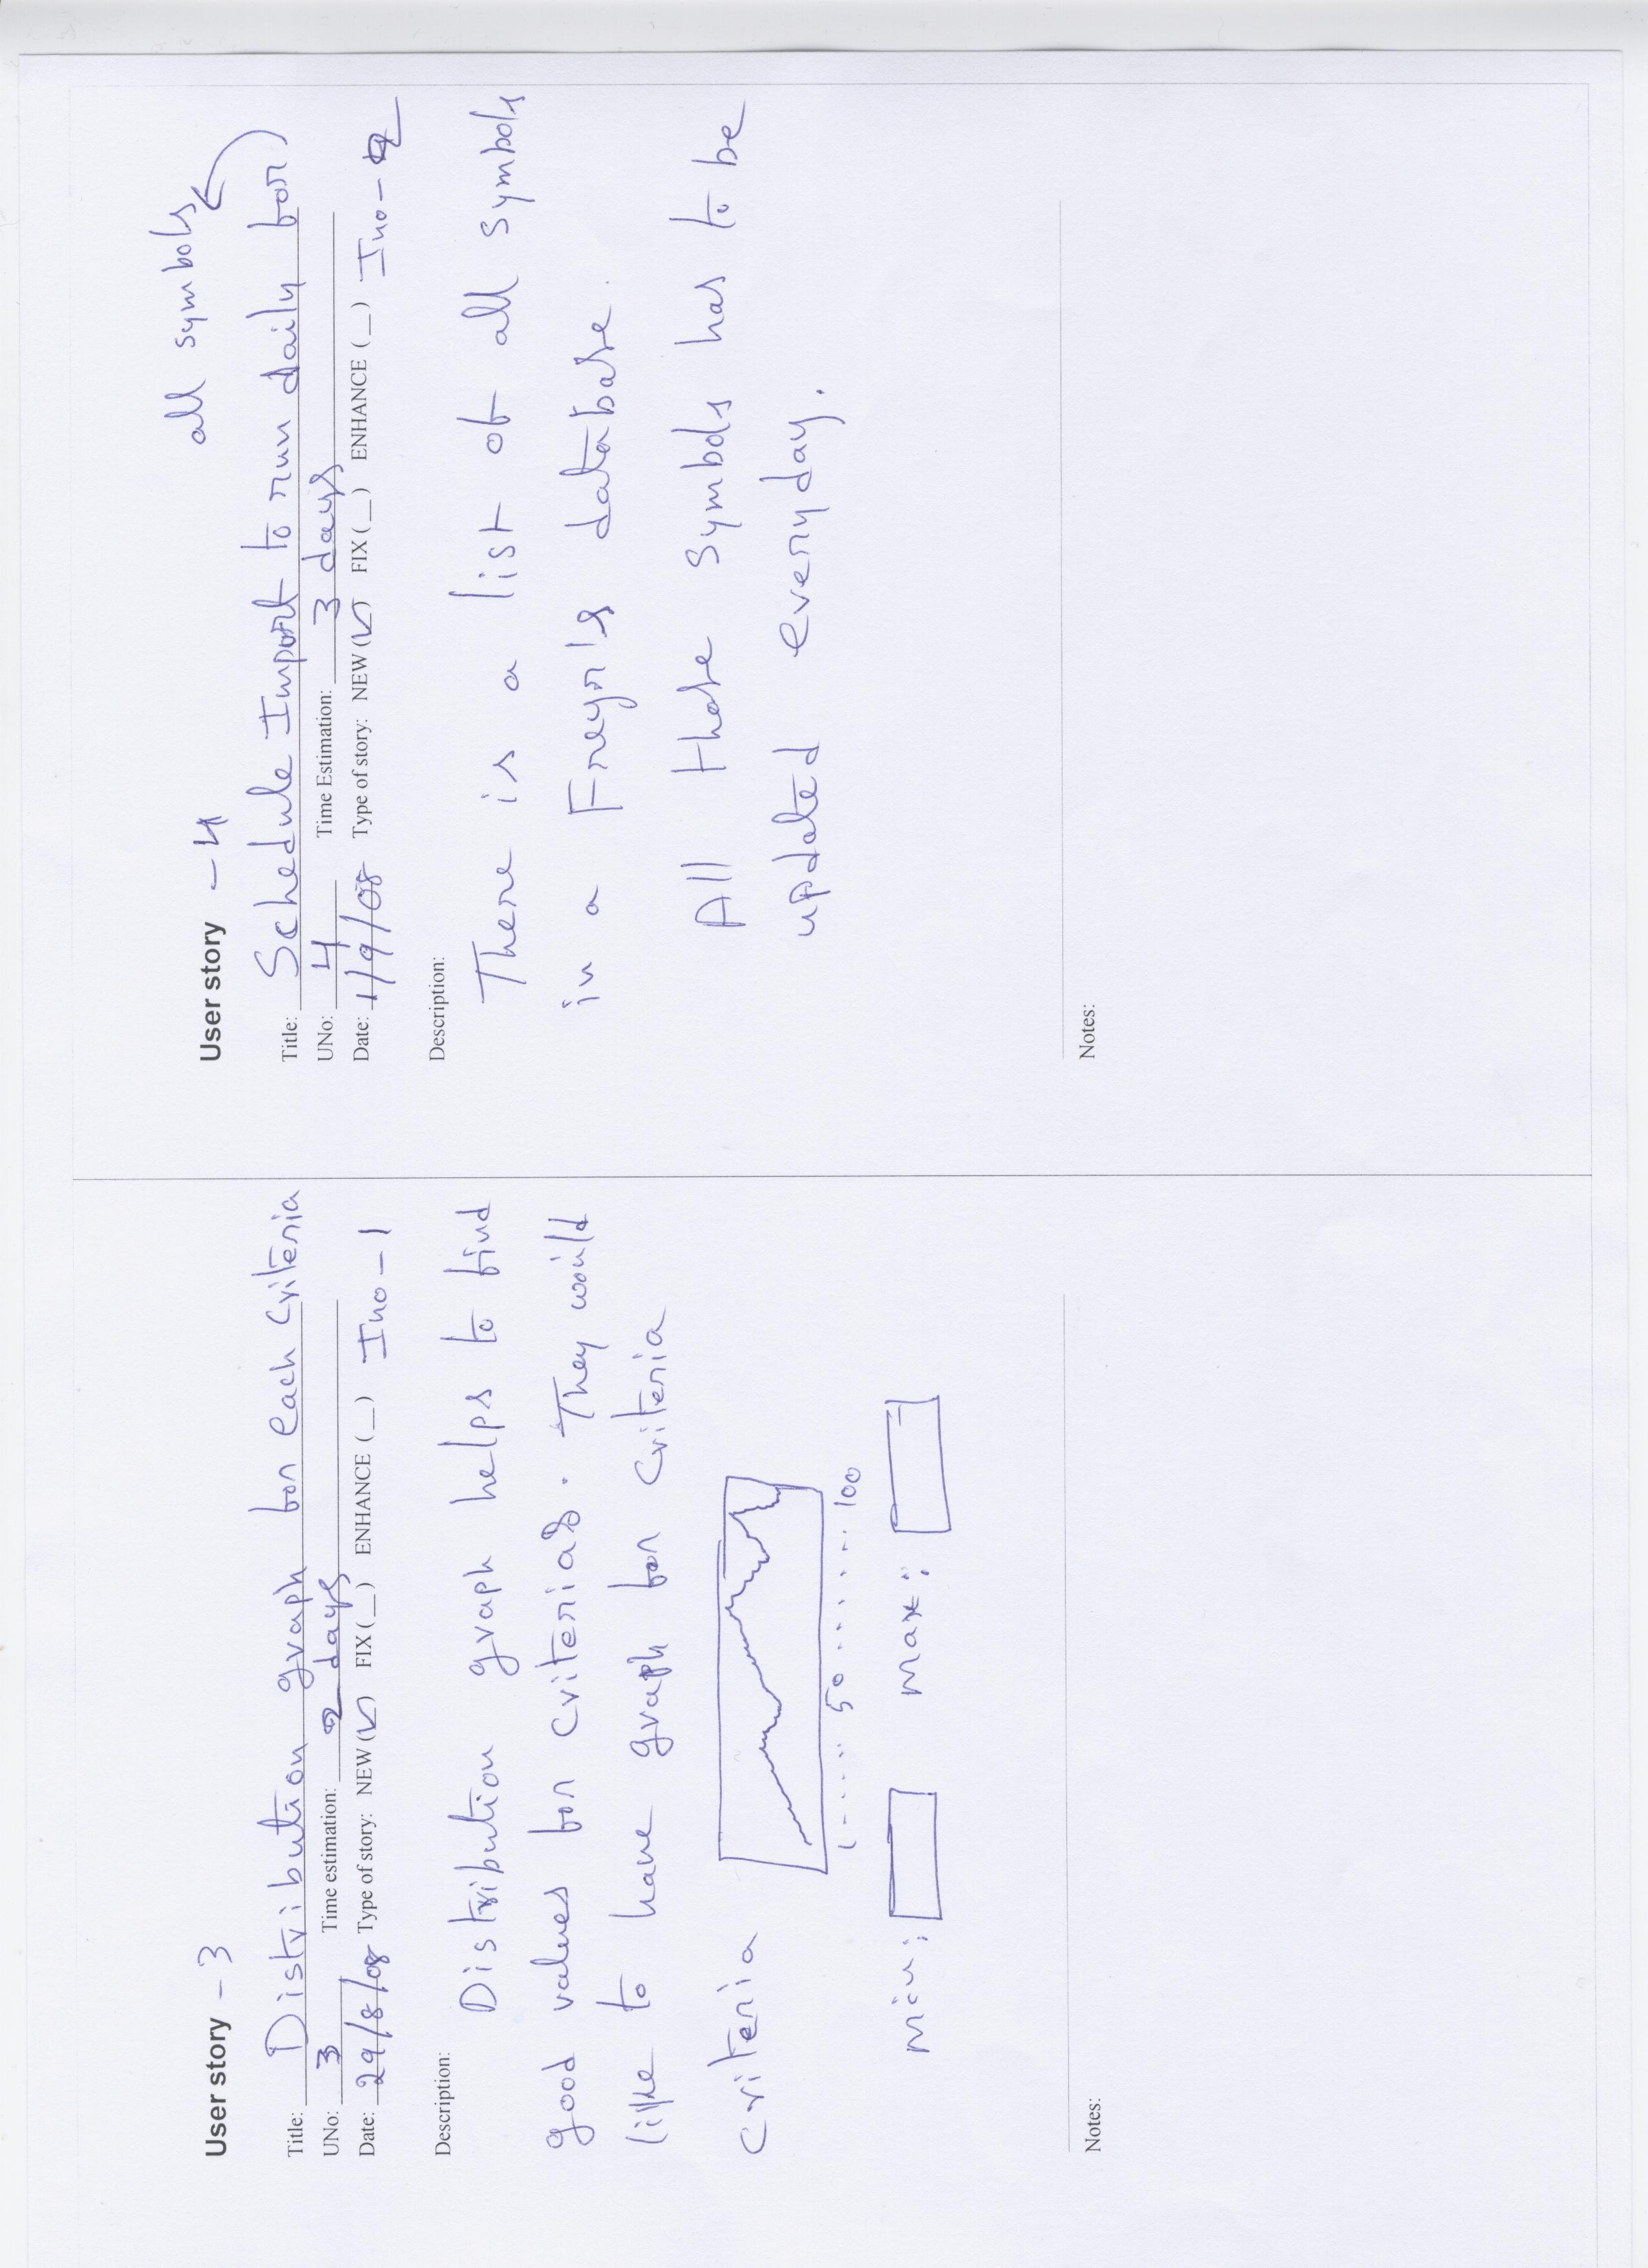 User story - 3
Title: Distribution graph for each criteria
UNo: 3 Time estimation: 2 days
Date: 29/8/08 Type of story: NEW (✓) FIX (_) ENHANCE (_) Ino-1
Description:
Distribution graph helps to find
good values for criterias. They would
like to have graph for criteria
criteria
1 . . . . 50 . . . . . . . 100
min: max:
Notes:
User story - 4
all symbols
Title: Schedule Import to run daily for)
UNo: 4 Time Estimation: 3 days
Date: 1/9/08 Type of story: NEW (✓) FIX (_) ENHANCE (_) Ino-2
Description:
There is a list of all symbols
in a Freyr's database.
All those symbols has to be
updated everyday.
Notes: